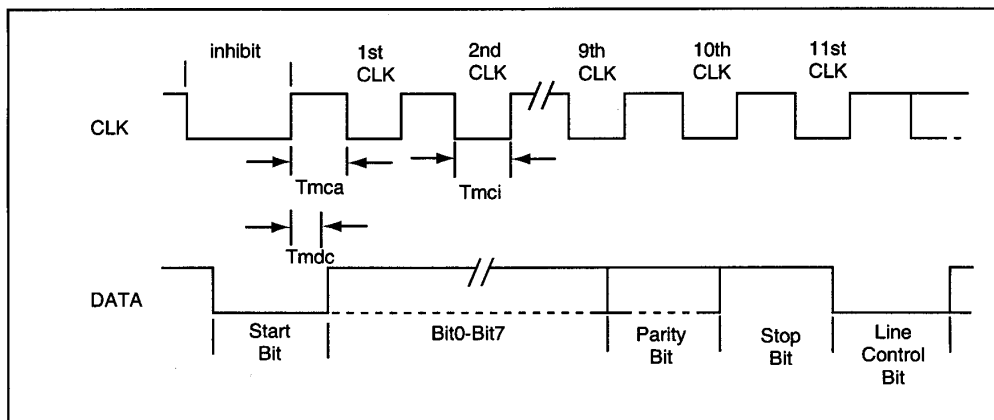 inhibit
1st CLK
2nd CLK
9th CLK
10th CLK
11st CLK
CLK
Tmca
Tmci
Tmdc
DATA
Start Bit
Bit0-Bit7
Parity Bit
Stop Bit
Line Control Bit